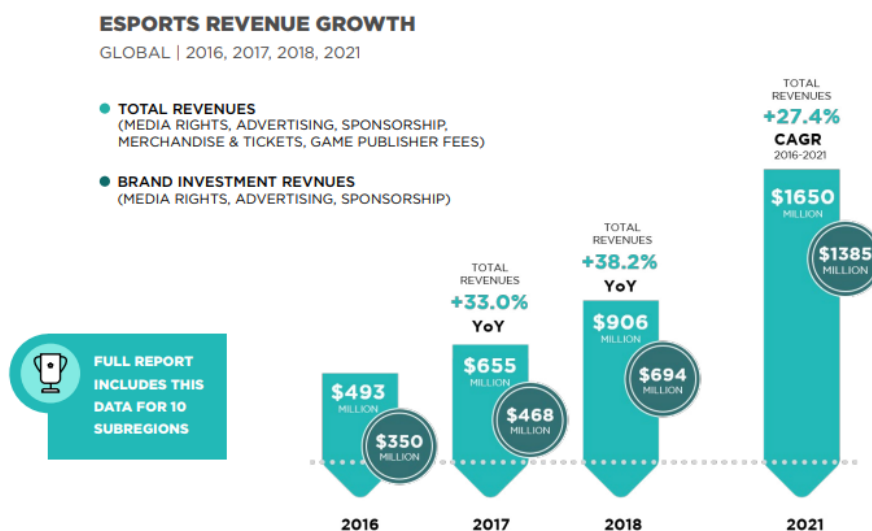 ESPORTS REVENUE GROWTH
GLOBAL | 2016, 2017, 2018, 2021
TOTAL REVENUES
(MEDIA RIGHTS, ADVERTISING, SPONSORSHIP,
MERCHANDISE & TICKETS, GAME PUBLISHER FEES)
BRAND INVESTMENT REVNUES
(MEDIA RIGHTS, ADVERTISING, SPONSORSHIP)
FULL REPORT
INCLUDES THIS
DATA FOR 10
SUBREGIONS
$493
MILLION
$350
MILLION
2016
TOTAL
REVENUES
+33.0%
YoY
$655
MILLION
$468
MILLION
2017
TOTAL
REVENUES
+38.2%
YoY
$906
MILLION
$694
MILLION
2018
TOTAL
REVENUES
+27.4%
CAGR
2016-2021
$1650
MILLION
$1385
MILLION
2021